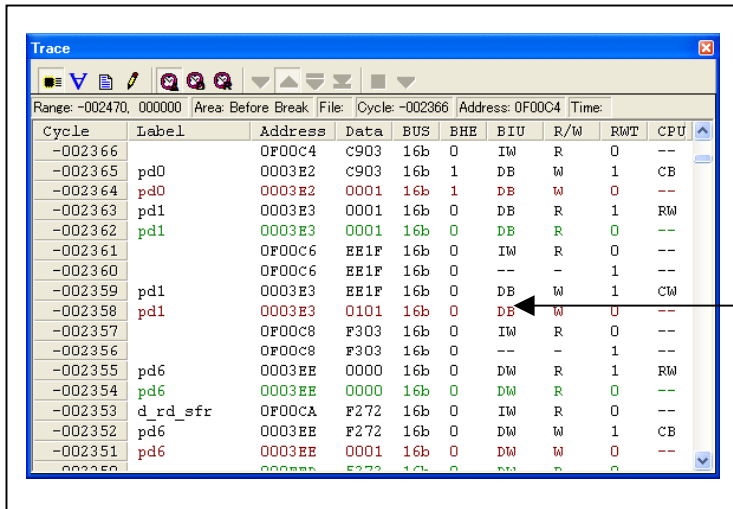 Trace
Range: -002470, 000000 Area: Before Break File: Cycle: -002366 Address: 0F00C4 Time:
Cycle Label Address Data BUS BHE BIU R/W RWT CPU
-002366 0F00C4 C903 16b 0 IW R 0 --
-002365 pd0 0003E2 C903 16b 1 DB W 1 CB
-002364 pd0 0003E2 0001 16b 1 DB W 0 --
-002363 pd1 0003E3 0001 16b 0 DB R 1 RW
-002362 pd1 0003E3 0001 16b 0 DB R 0 --
-002361 0F00C6 EE1F 16b 0 IW R 0 --
-002360 0F00C6 EE1F 16b 0 -- - 1 --
-002359 pd1 0003E3 EE1F 16b 0 DB W 1 CW
-002358 pd1 0003E3 0101 16b 0 DB W 0 --
-002357 0F00C8 F303 16b 0 IW R 0 --
-002356 0F00C8 F303 16b 0 -- - 1 --
-002355 pd6 0003EE 0000 16b 0 DW R 1 RW
-002354 pd6 0003EE 0000 16b 0 DW R 0 --
-002353 d_rd_sfr 0F00CA F272 16b 0 IW R 0 --
-002352 pd6 0003EE F272 16b 0 DW W 1 CB
-002351 pd6 0003EE 0001 16b 0 DW W 0 --